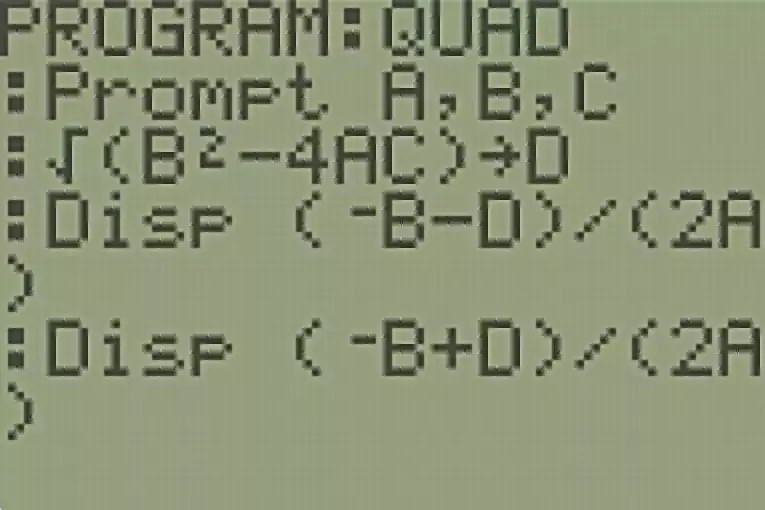 PROGRAM:QUAD
:Prompt A,B,C
:√(B²-4AC)→D
:Disp (⁻B-D)/(2A
)
:Disp (⁻B+D)/(2A
)